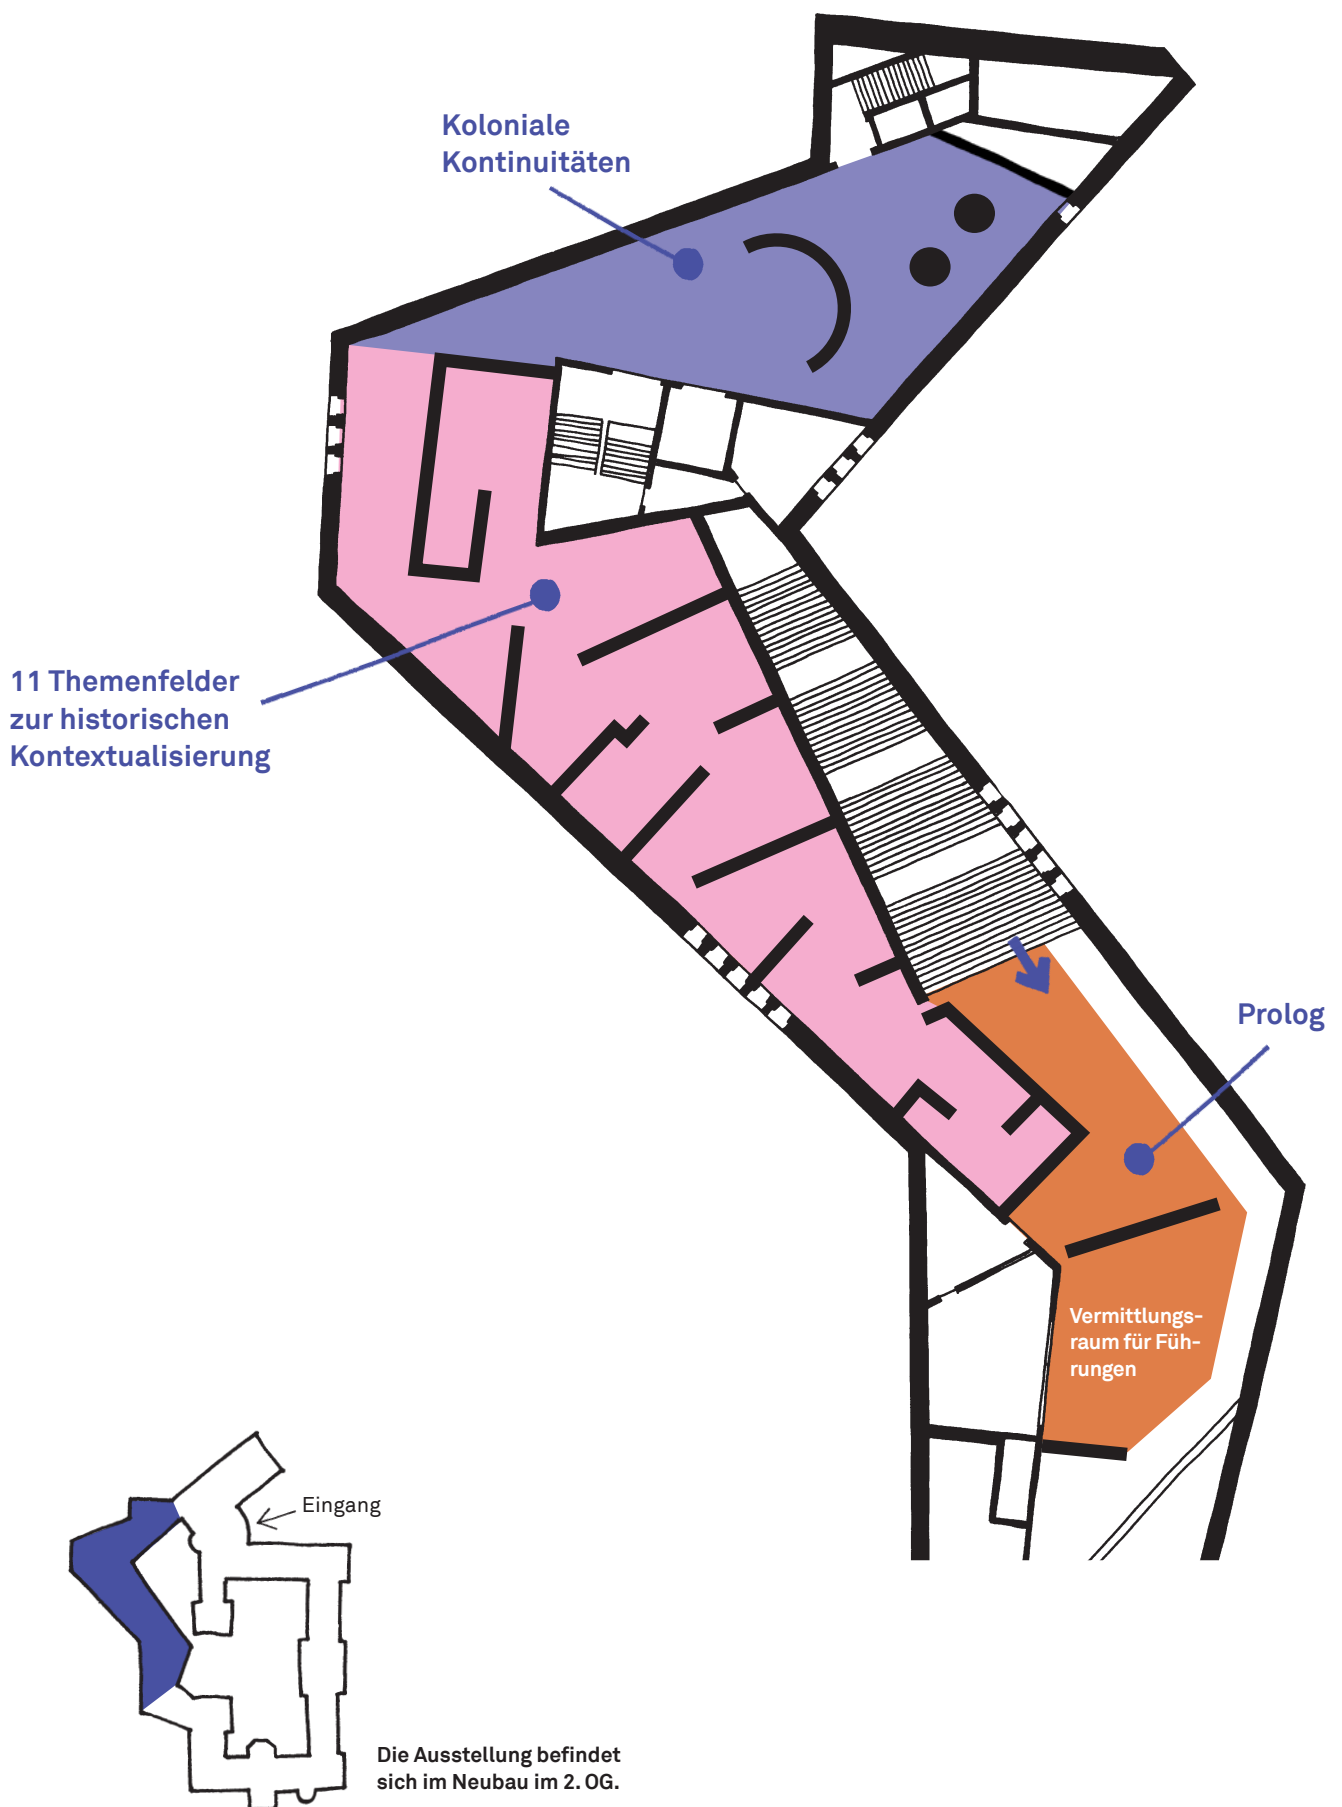 Koloniale
Kontinuitäten
11 Themenfelder
zur historischen
Kontextualisierung
Prolog
Vermittlungs-
raum für Füh-
rungen
Eingang
Die Ausstellung befindet
sich im Neubau im 2. OG.